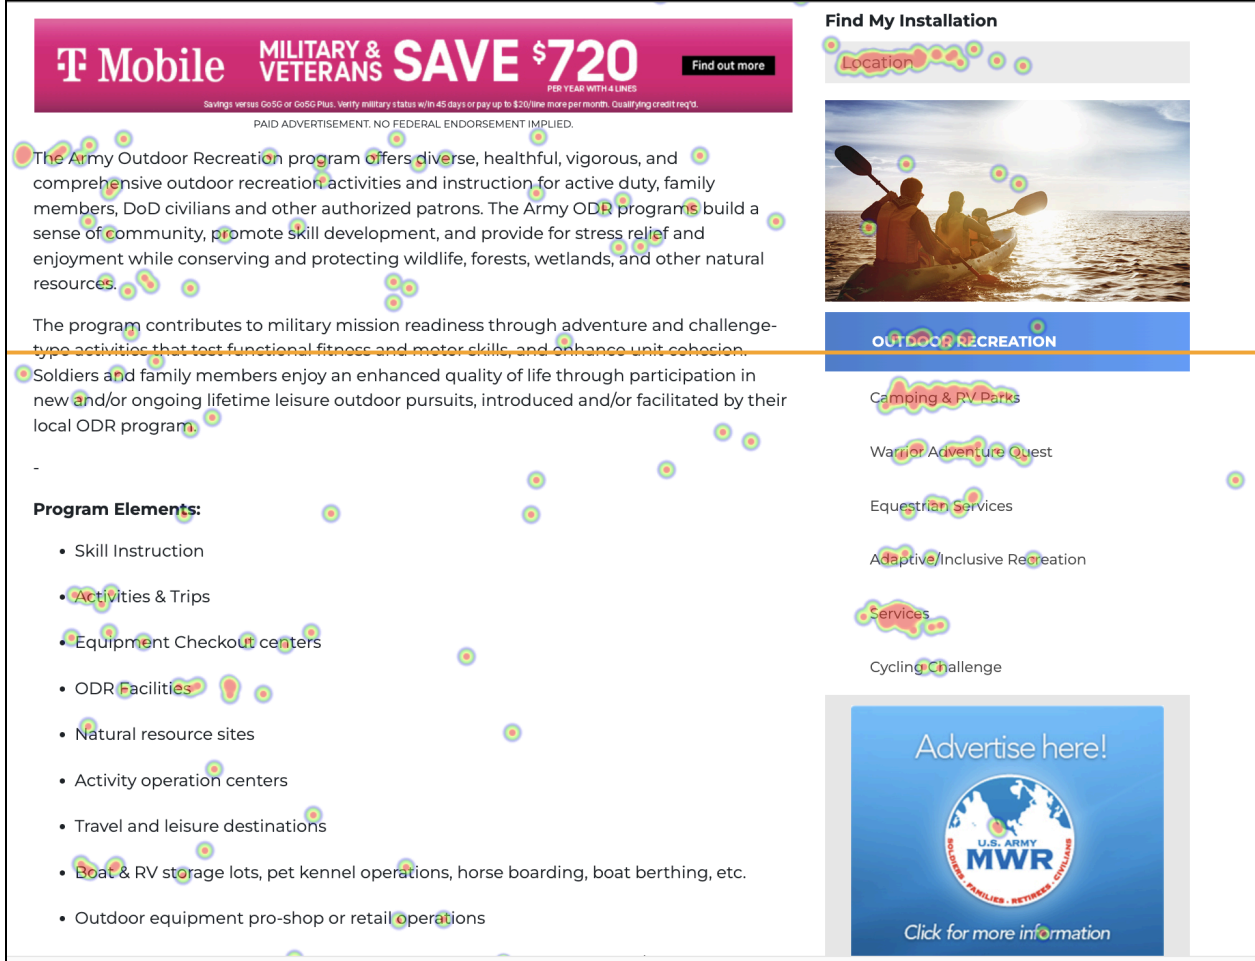 T Mobile
MILITARY &
VETERANS
SAVE $720
PER YEAR WITH 4 LINES
Find out more
Savings versus Go5G or Go5G Plus. Verify military status w/in 45 days or pay up to $20/line more per month. Qualifying credit req'd.
PAID ADVERTISEMENT. NO FEDERAL ENDORSEMENT IMPLIED.
The Army Outdoor Recreation program offers diverse, healthful, vigorous, and
comprehensive outdoor recreation activities and instruction for active duty, family
members, DoD civilians and other authorized patrons. The Army ODR programs build a
sense of community, promote skill development, and provide for stress relief and
enjoyment while conserving and protecting wildlife, forests, wetlands, and other natural
resources.
The program contributes to military mission readiness through adventure and challenge-
type activities that test functional fitness and motor skills, and enhance unit cohesion.
Soldiers and family members enjoy an enhanced quality of life through participation in
new and/or ongoing lifetime leisure outdoor pursuits, introduced and/or facilitated by their
local ODR program.
-
Program Elements:
• Skill Instruction
• Activities & Trips
• Equipment Checkout centers
• ODR Facilities
• Natural resource sites
• Activity operation centers
• Travel and leisure destinations
• Boat & RV storage lots, pet kennel operations, horse boarding, boat berthing, etc.
• Outdoor equipment pro-shop or retail operations
Find My Installation
Location
OUTDOOR RECREATION
Camping & RV Parks
Warrior Adventure Quest
Equestrian Services
Adaptive/Inclusive Recreation
Services
Cycling Challenge
Advertise here!
U.S. ARMY
MWR
SOLDIERS • FAMILIES • RETIREES • CIVILIANS
Click for more information